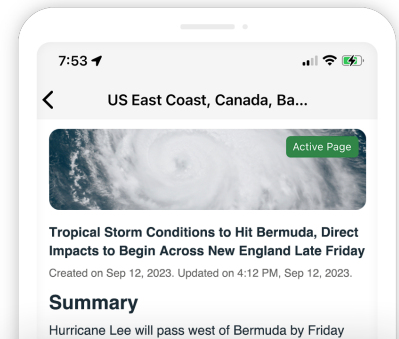 7:53
US East Coast, Canada, Ba...
Active Page
Tropical Storm Conditions to Hit Bermuda, Direct
Impacts to Begin Across New England Late Friday
Created on Sep 12, 2023. Updated on 4:12 PM, Sep 12, 2023.
Summary
Hurricane Lee will pass west of Bermuda by Friday